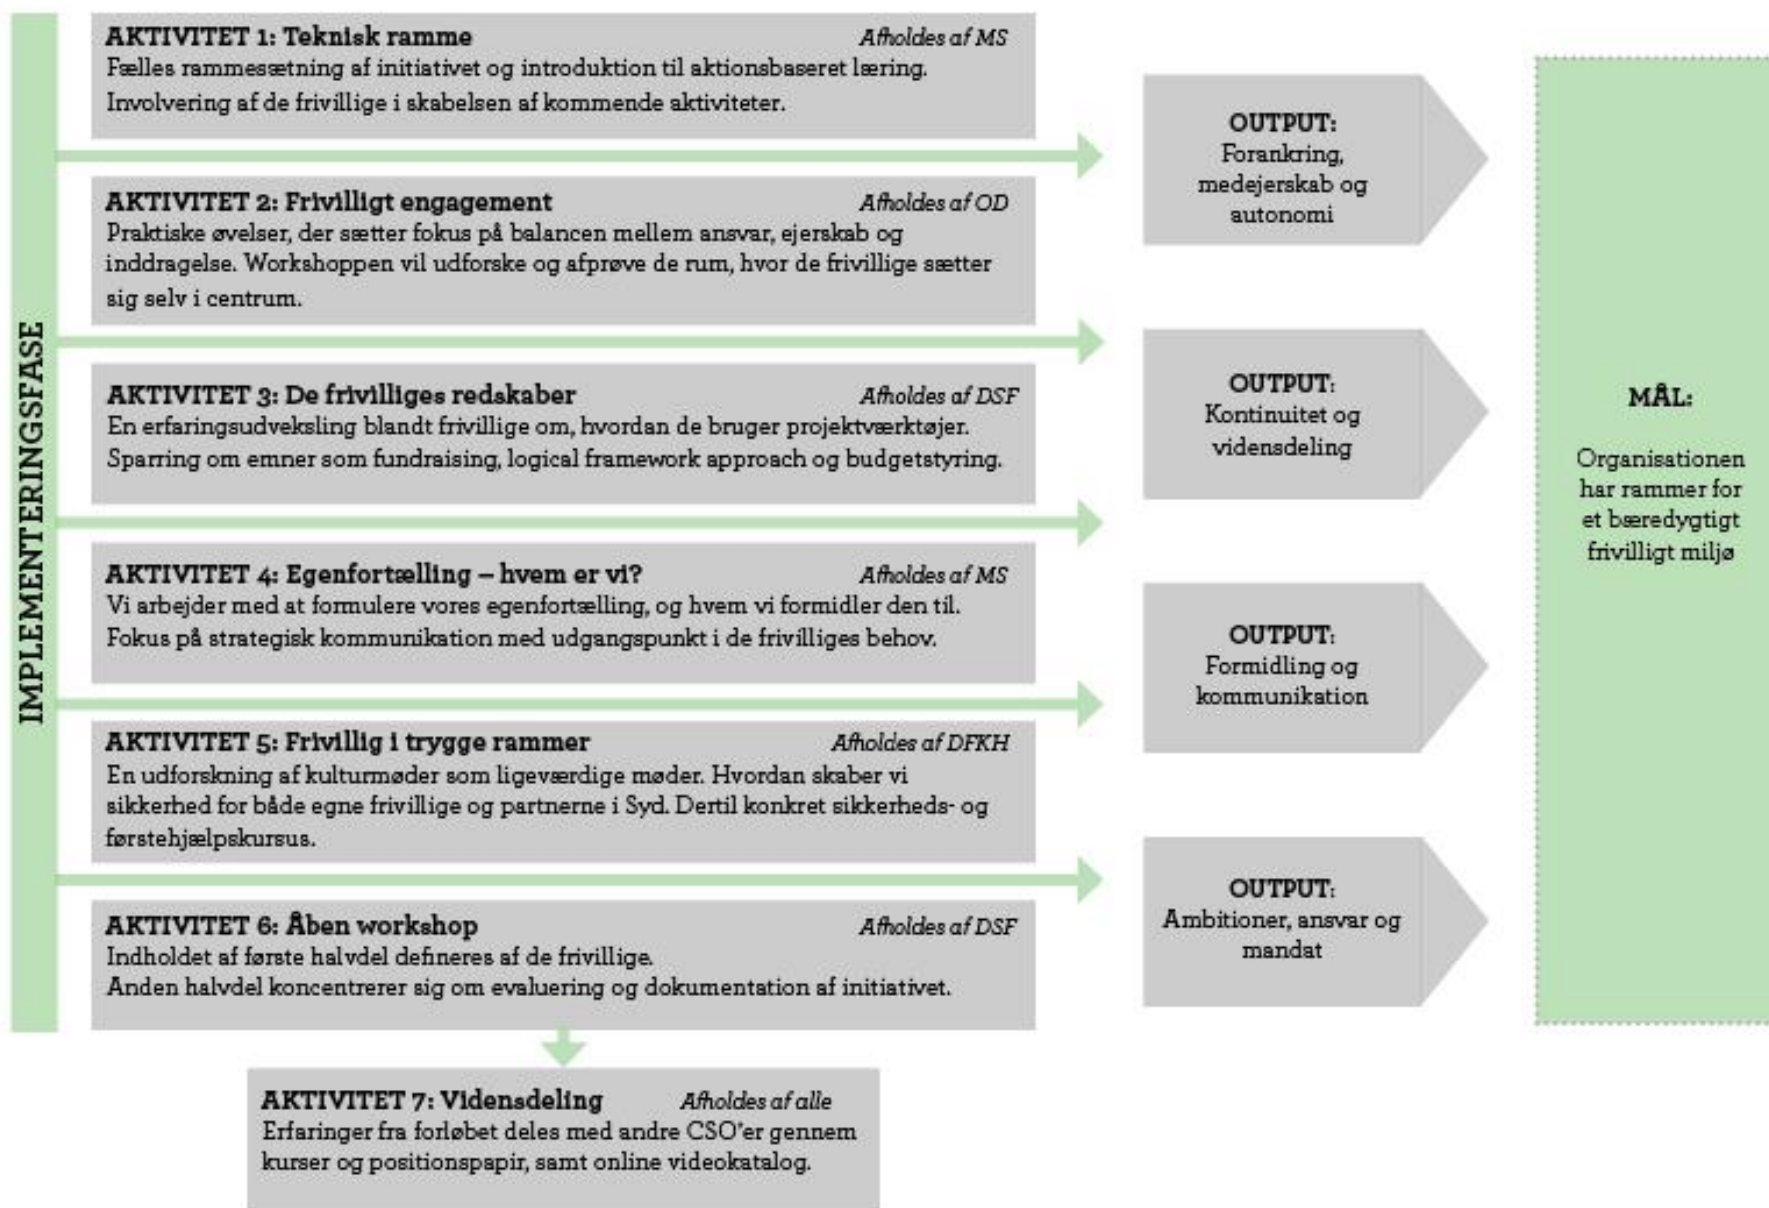 IMPLEMENTERINGSFASE
AKTIVITET 1: Teknisk ramme Afholdes af MS
Fælles rammesætning af initiativet og introduktion til aktionsbaseret læring.
Involvering af de frivillige i skabelsen af kommende aktiviteter.
AKTIVITET 2: Frivilligt engagement Afholdes af OD
Praktiske øvelser, der sætter fokus på balancen mellem ansvar, ejerskab og
inddragelse. Workshoppen vil udforske og afprøve de rum, hvor de frivillige sætter
sig selv i centrum.
AKTIVITET 3: De frivilliges redskaber Afholdes af DSF
En erfaringsudveksling blandt frivillige om, hvordan de bruger projektværktøjer.
Sparring om emner som fundraising, logical framework approach og budgetstyring.
AKTIVITET 4: Egenfortælling – hvem er vi? Afholdes af MS
Vi arbejder med at formulere vores egenfortælling, og hvem vi formidler den til.
Fokus på strategisk kommunikation med udgangspunkt i de frivilliges behov.
AKTIVITET 5: Frivillig i trygge rammer Afholdes af DFKH
En udforskning af kulturmøder som ligeværdige møder. Hvordan skaber vi
sikkerhed for både egne frivillige og partnerne i Syd. Dertil konkret sikkerheds- og
førstehjælpskursus.
AKTIVITET 6: Åben workshop Afholdes af DSF
Indholdet af første halvdel defineres af de frivillige.
Anden halvdel koncentrerer sig om evaluering og dokumentation af initiativet.
AKTIVITET 7: Vidensdeling Afholdes af alle
Erfaringer fra forløbet deles med andre CSO'er gennem
kurser og positionspapir, samt online videokatalog.
OUTPUT:
Forankring,
medejerskab og
autonomi
OUTPUT:
Kontinuitet og
vidensdeling
OUTPUT:
Formidling og
kommunikation
OUTPUT:
Ambitioner, ansvar og
mandat
MÅL:
Organisationen
har rammer for
et bæredygtigt
frivilligt miljø